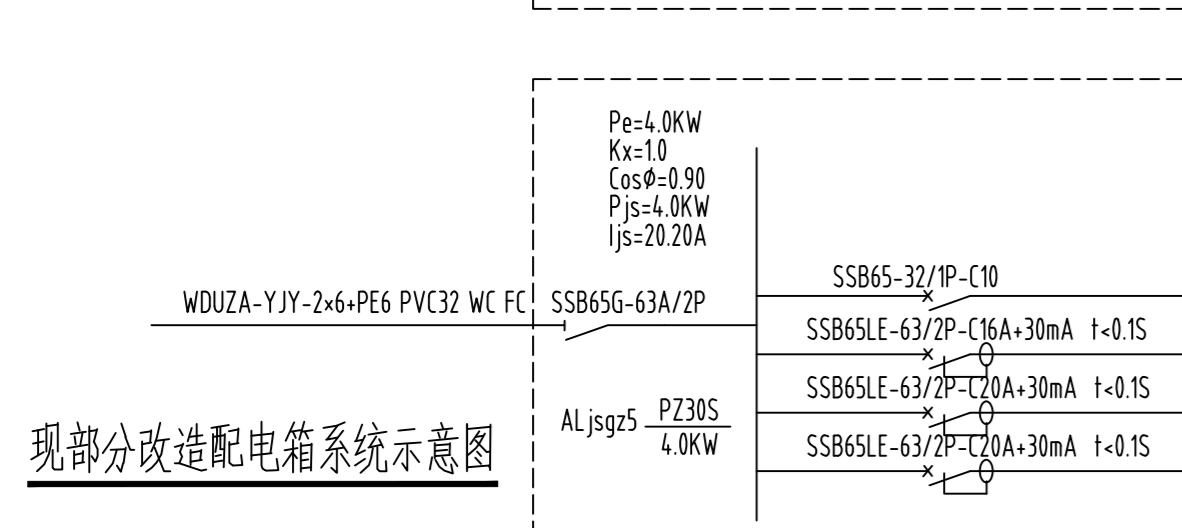 Pe=4.0KW
Kx=1.0
CosΦ=0.90
Pjs=4.0KW
Ijs=20.20A
SSB65-32/1P-C10
WDUZA-YJY-2×6+PE6 PVC32 WC FC
SSB65G-63A/2P
SSB65LE-63/2P-C16A+30mA t<0.1S
SSB65LE-63/2P-C20A+30mA t<0.1S
ALjsgz5 PZ30S
4.0KW
SSB65LE-63/2P-C20A+30mA t<0.1S
现部分改造配电箱系统示意图